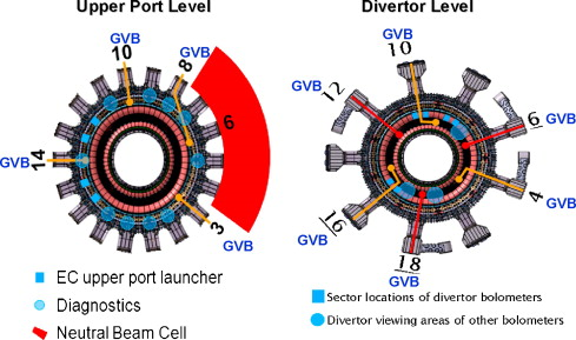 Upper Port Level
Divertor Level
GVB
10
GVB
8
6
GVB
14
3
GVB
EC upper port launcher
Diagnostics
Neutral Beam Cell
GVB
10
GVB
12
GVB
6
4
GVB
16
GVB
18
GVB
Sector locations of divertor bolometers
Divertor viewing areas of other bolometers